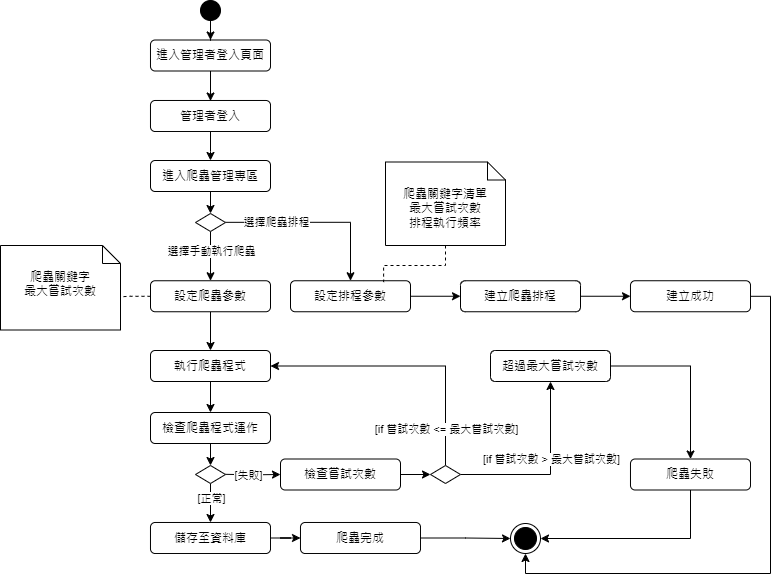 進入管理者登入頁面
管理者登入
進入爬蟲管理專區
爬蟲關鍵字清單
最大嘗試次數
排程執行頻率
選擇爬蟲排程
選擇手動執行爬蟲
爬蟲關鍵字
最大嘗試次數
設定爬蟲參數
設定排程參數
建立爬蟲排程
建立成功
執行爬蟲程式
超過最大嘗試次數
檢查爬蟲程式運作
[if 嘗試次數 <= 最大嘗試次數]
[if 嘗試次數 > 最大嘗試次數]
[失敗]
檢查嘗試次數
爬蟲失敗
[正常]
儲存至資料庫
爬蟲完成